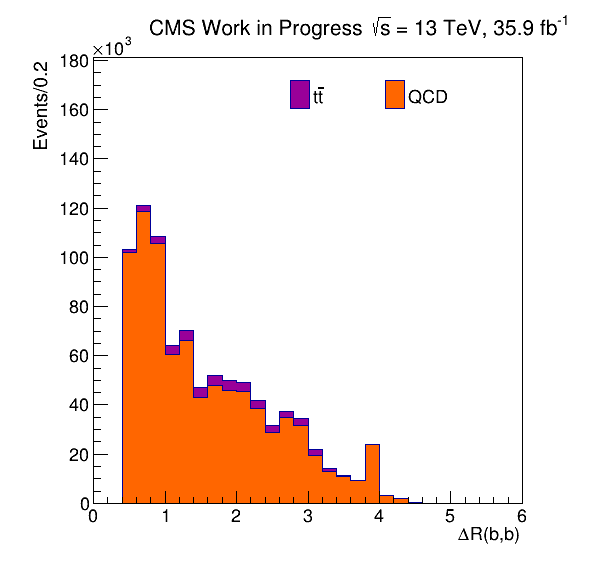 CMS Work in Progress √s = 13 TeV, 35.9 fb⁻¹
×10³
Events/0.2
tt̄
QCD
180
160
140
120
100
80
60
40
20
0
0 1 2 3 4 5 6
ΔR(b,b)